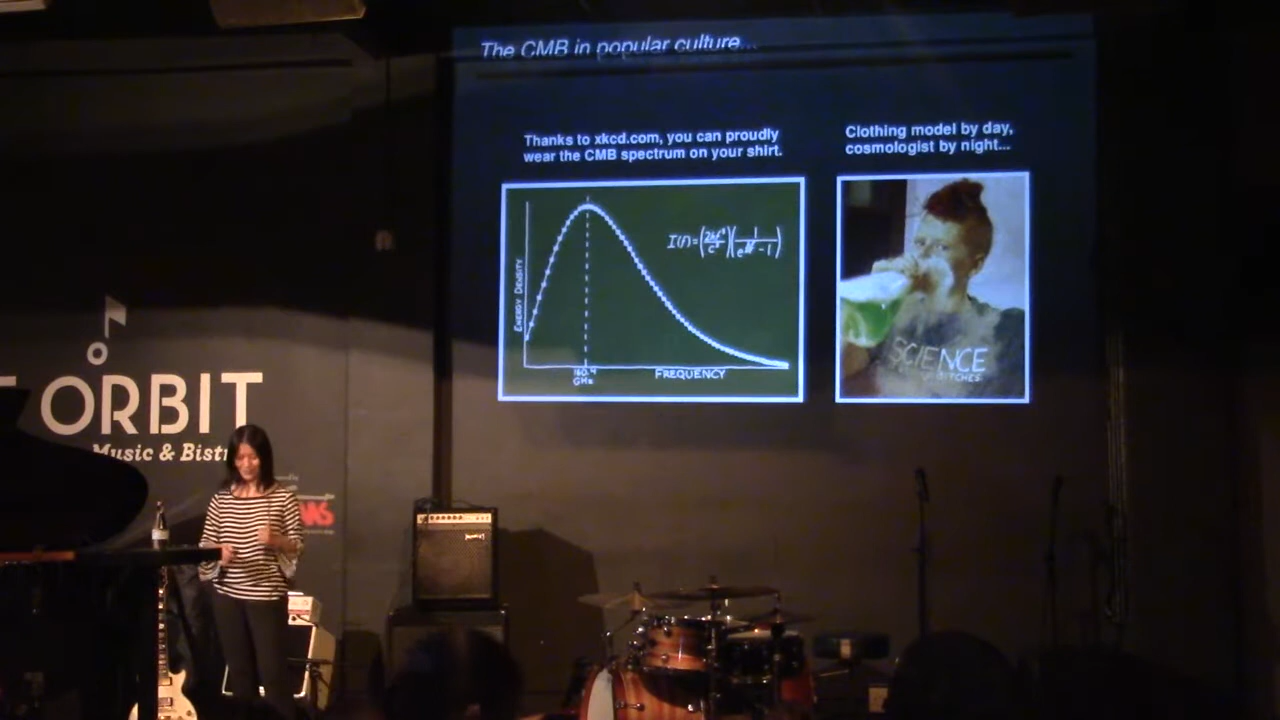 The CMB in popular culture...
Thanks to xkcd.com, you can proudly
wear the CMB spectrum on your shirt.
Clothing model by day,
cosmologist by night...
ENERGY DENSITY
160.4
GHz
FREQUENCY
SCIENCE
BITCHES
ORBIT
Music & Bist